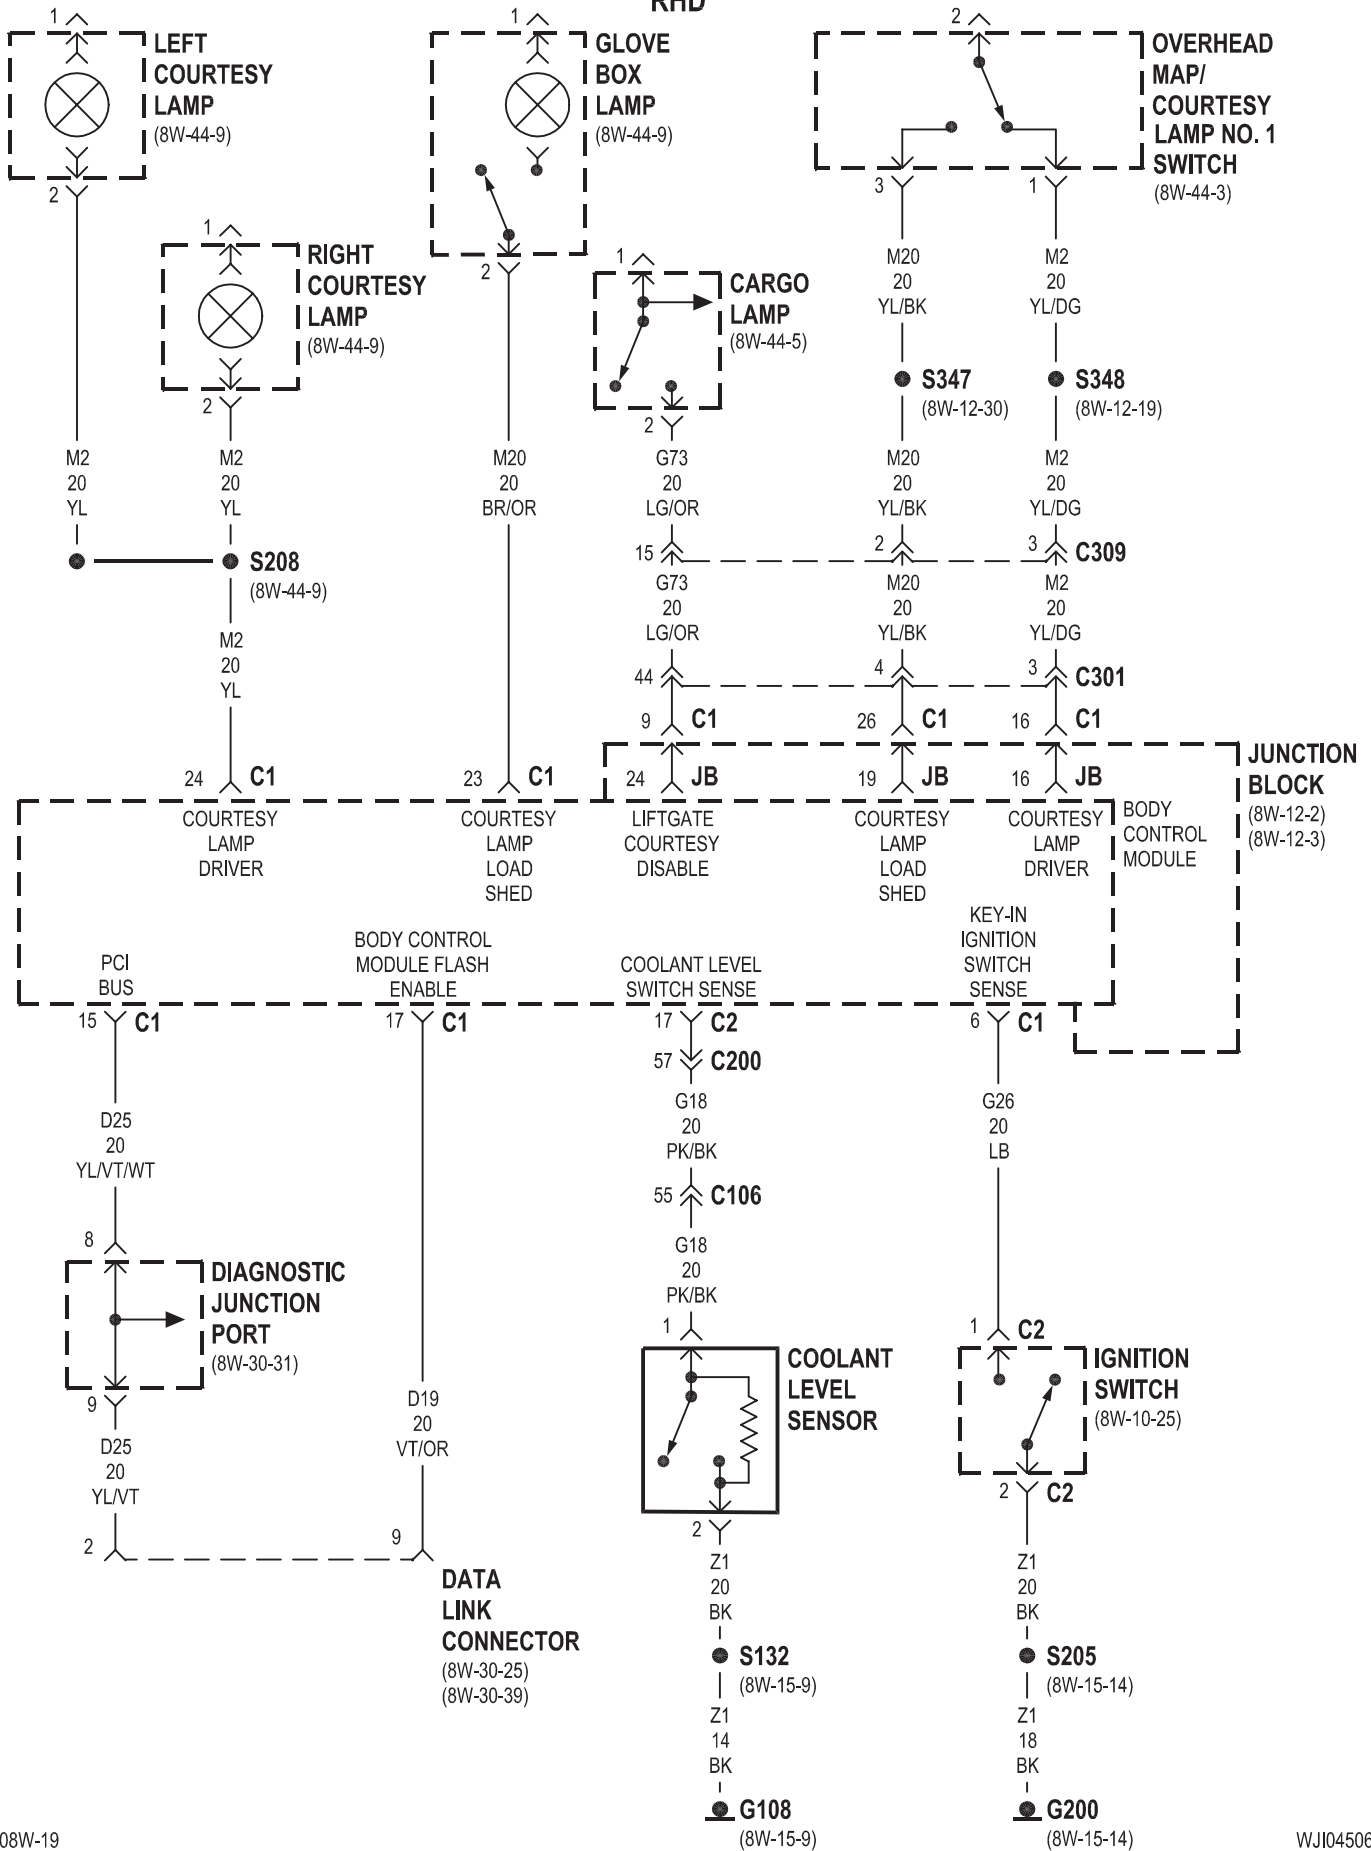 RHD
1
LEFT
COURTESY
LAMP
(8W-44-9)
2
1
GLOVE
BOX
LAMP
(8W-44-9)
2
2
OVERHEAD
MAP/
COURTESY
LAMP NO. 1
SWITCH
(8W-44-3)
3
1
1
RIGHT
COURTESY
LAMP
(8W-44-9)
2
1
CARGO
LAMP
(8W-44-5)
2
M20
20
YL/BK
M2
20
YL/DG
S347
(8W-12-30)
S348
(8W-12-19)
M2
20
YL
M2
20
YL
M20
20
BR/OR
G73
20
LG/OR
M20
20
YL/BK
M2
20
YL/DG
S208
(8W-44-9)
15
2
3
C309
M2
20
YL
G73
20
LG/OR
M20
20
YL/BK
M2
20
YL/DG
44
4
3
C301
9 C1
26 C1
16 C1
24 C1
23 C1
24 JB
19 JB
16 JB
JUNCTION
BLOCK
(8W-12-2)
(8W-12-3)
COURTESY
LAMP
DRIVER
COURTESY
LAMP
LOAD
SHED
LIFTGATE
COURTESY
DISABLE
COURTESY
LAMP
LOAD
SHED
COURTESY
LAMP
DRIVER
BODY
CONTROL
MODULE
PCI
BUS
BODY CONTROL
MODULE FLASH
ENABLE
COOLANT LEVEL
SWITCH SENSE
KEY-IN
IGNITION
SWITCH
SENSE
15 C1
17 C1
17 C2
6 C1
57 C200
D25
20
YL/VT/WT
G18
20
PK/BK
G26
20
LB
55 C106
G18
20
PK/BK
8
DIAGNOSTIC
JUNCTION
PORT
(8W-30-31)
9
D25
20
YL/VT
2
D19
20
VT/OR
9
DATA
LINK
CONNECTOR
(8W-30-25)
(8W-30-39)
1
COOLANT
LEVEL
SENSOR
2
1 C2
IGNITION
SWITCH
(8W-10-25)
2 C2
Z1
20
BK
Z1
20
BK
S132
(8W-15-9)
S205
(8W-15-14)
Z1
14
BK
Z1
18
BK
G108
(8W-15-9)
G200
(8W-15-14)
08W-19
WJI04506